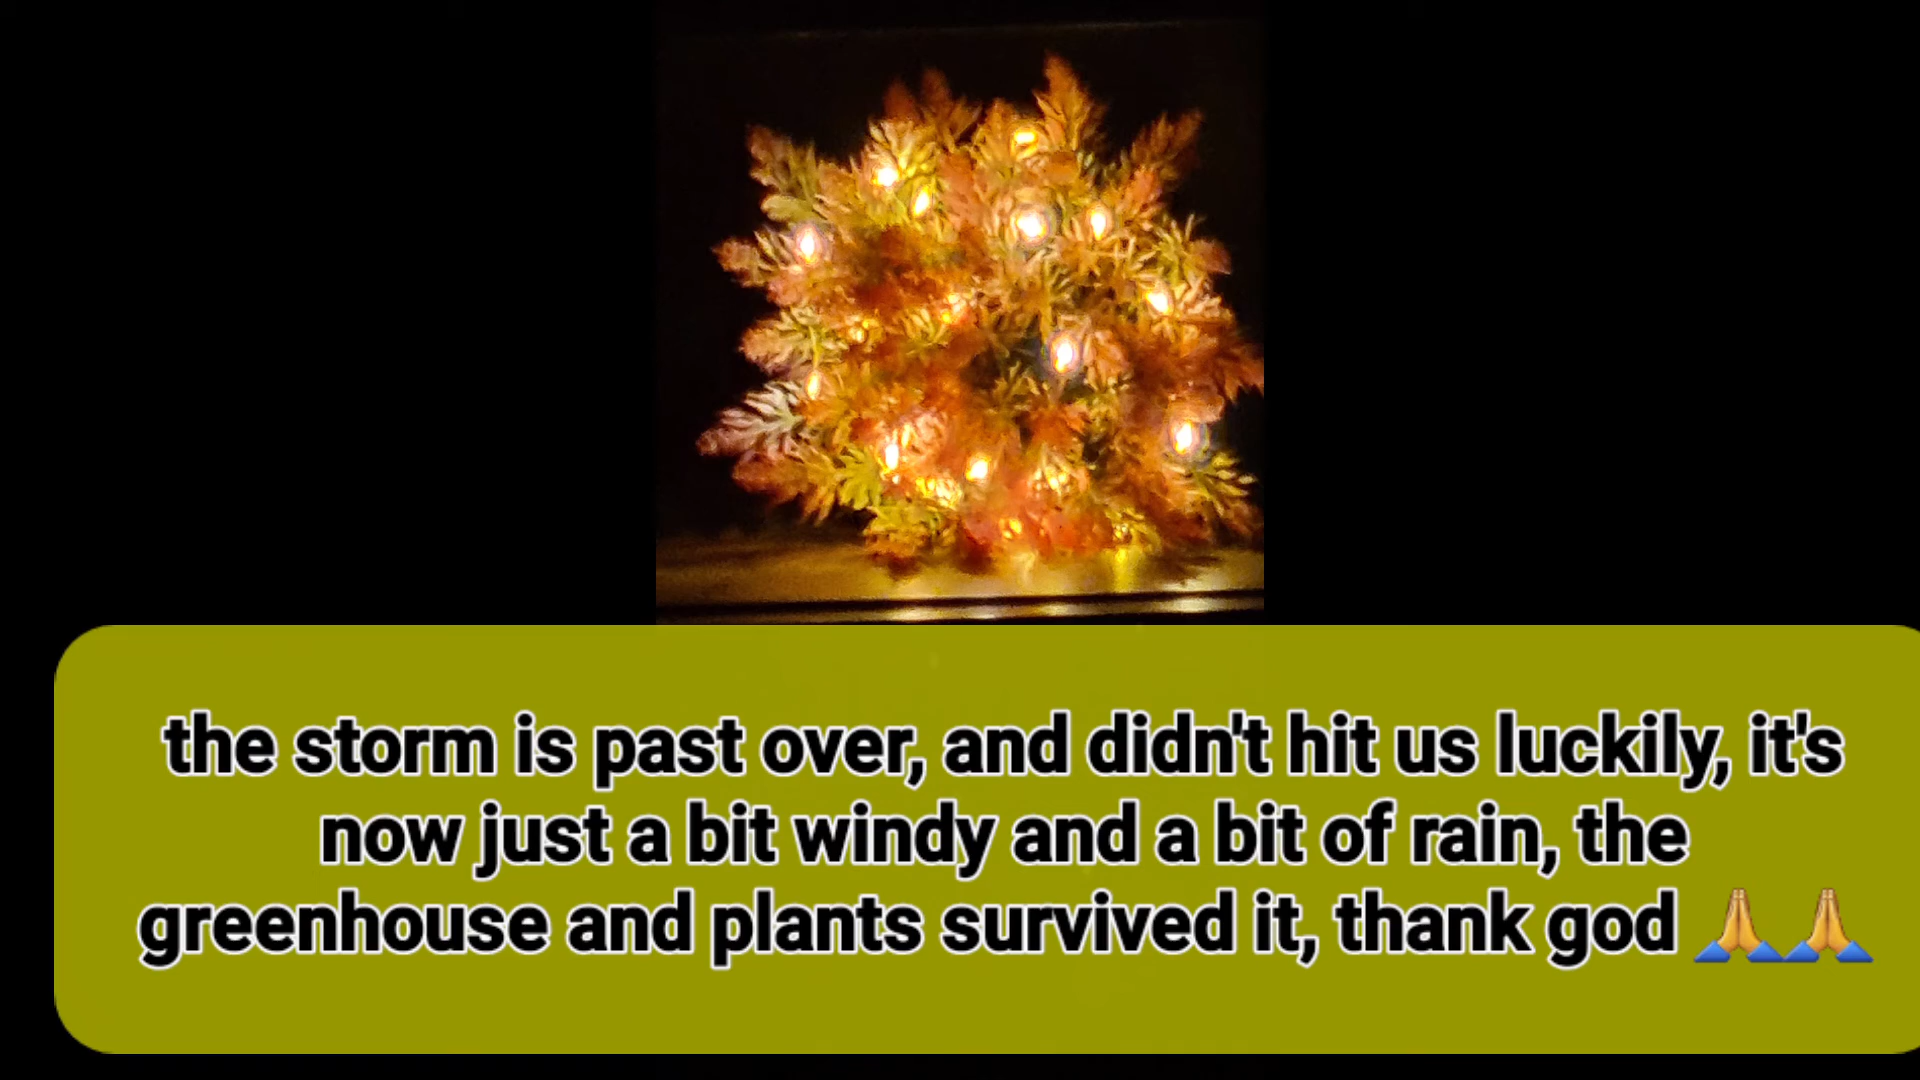 the storm is past over, and didn't hit us luckily, it's
now just a bit windy and a bit of rain, the
greenhouse and plants survived it, thank god 🙏🙏